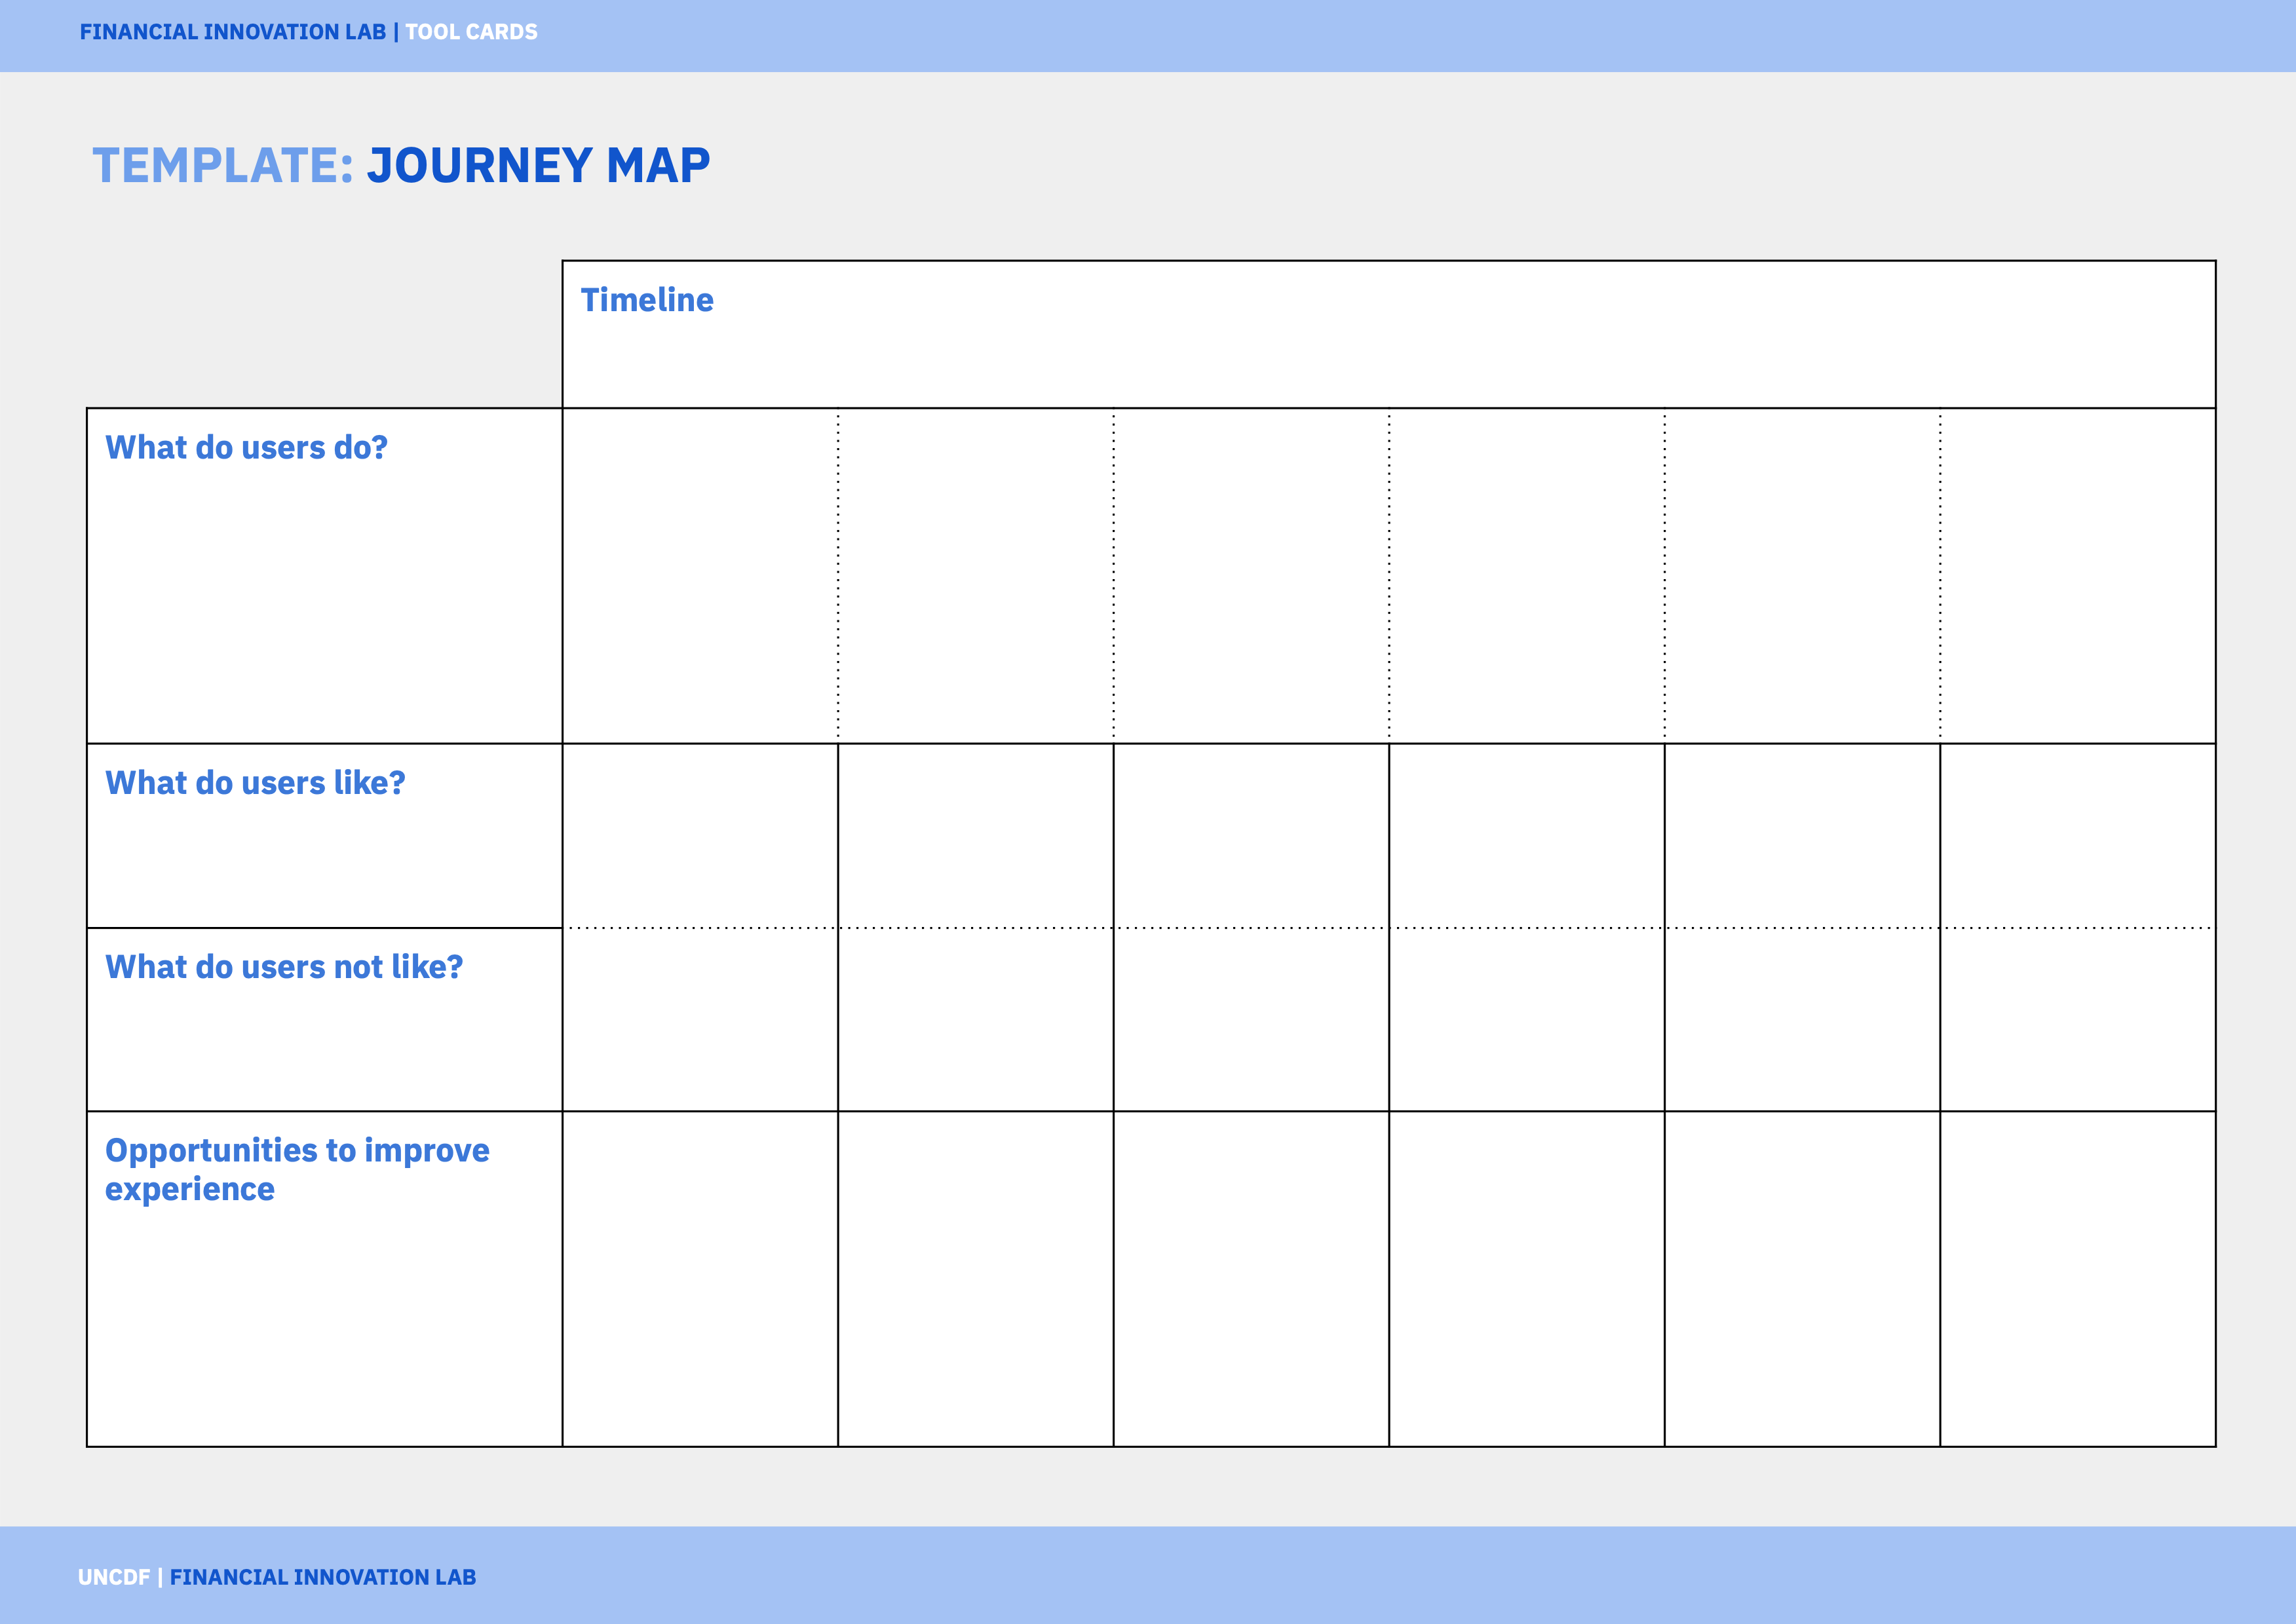 FINANCIAL INNOVATION LAB | TOOL CARDS
TEMPLATE: JOURNEY MAP
Timeline
What do users do?
What do users like?
What do users not like?
Opportunities to improve
experience
UNCDF | FINANCIAL INNOVATION LAB